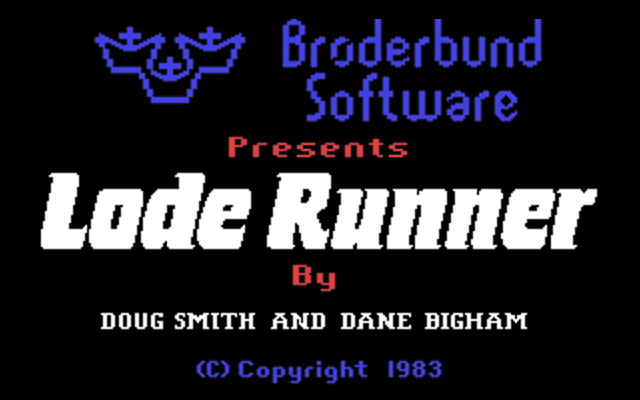 Broderbund
Software
Presents
Lode Runner
By
DOUG SMITH AND DANE BIGHAM
(C) Copyright 1983